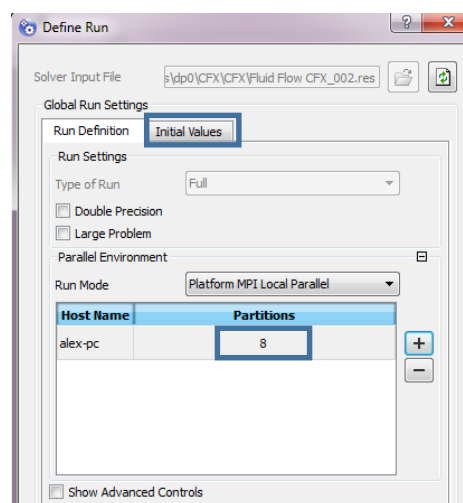 Define Run
Solver Input File s\dp0\CFX\CFX\Fluid Flow CFX_002.res
Global Run Settings
Run Definition Initial Values
Run Settings
Type of Run Full
Double Precision
Large Problem
Parallel Environment
Run Mode Platform MPI Local Parallel
Host Name Partitions
alex-pc 8
Show Advanced Controls